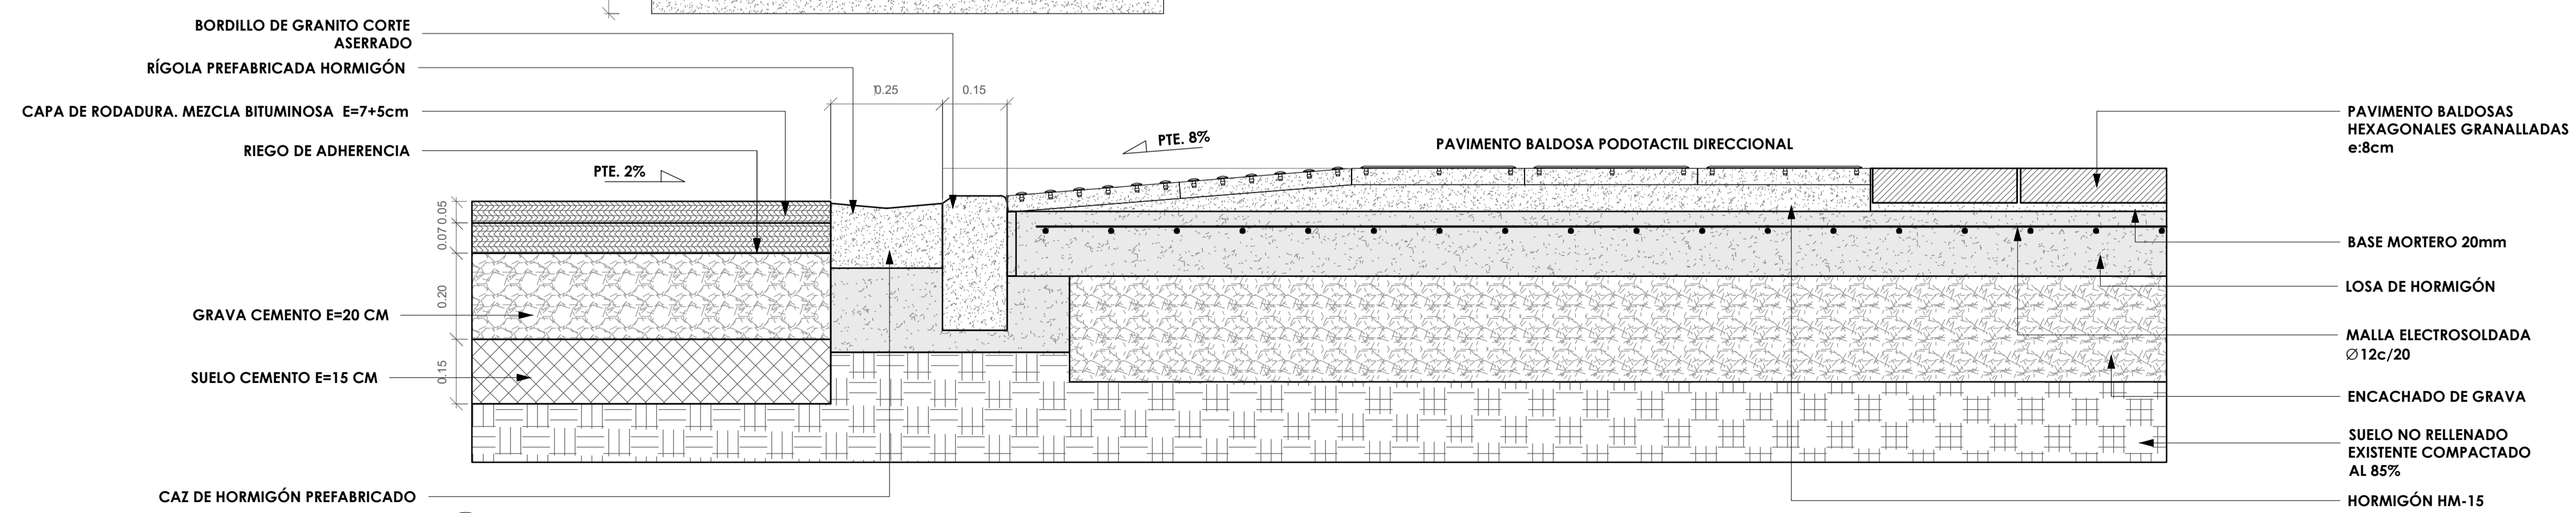 BORDILLO DE GRANITO CORTE
ASERRADO
RÍGOLA PREFABRICADA HORMIGÓN
CAPA DE RODADURA. MEZCLA BITUMINOSA E=7+5cm
RIEGO DE ADHERENCIA
PTE. 2%
0.25
0.15
PTE. 8%
PAVIMENTO BALDOSA PODOTACTIL DIRECCIONAL
PAVIMENTO BALDOSAS
HEXAGONALES GRANALLADAS
e:8cm
0.05
0.07
0.20
0.15
GRAVA CEMENTO E=20 CM
SUELO CEMENTO E=15 CM
CAZ DE HORMIGÓN PREFABRICADO
BASE MORTERO 20mm
LOSA DE HORMIGÓN
MALLA ELECTROSOLDADA
∅12c/20
ENCACHADO DE GRAVA
SUELO NO RELLENADO
EXISTENTE COMPACTADO
AL 85%
HORMIGÓN HM-15